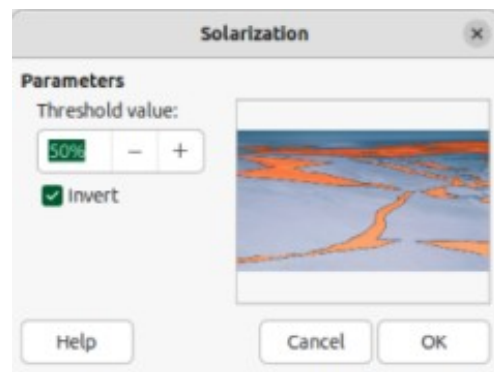 Solarization
Parameters
Threshold value:
50%
Invert
Help
Cancel
OK